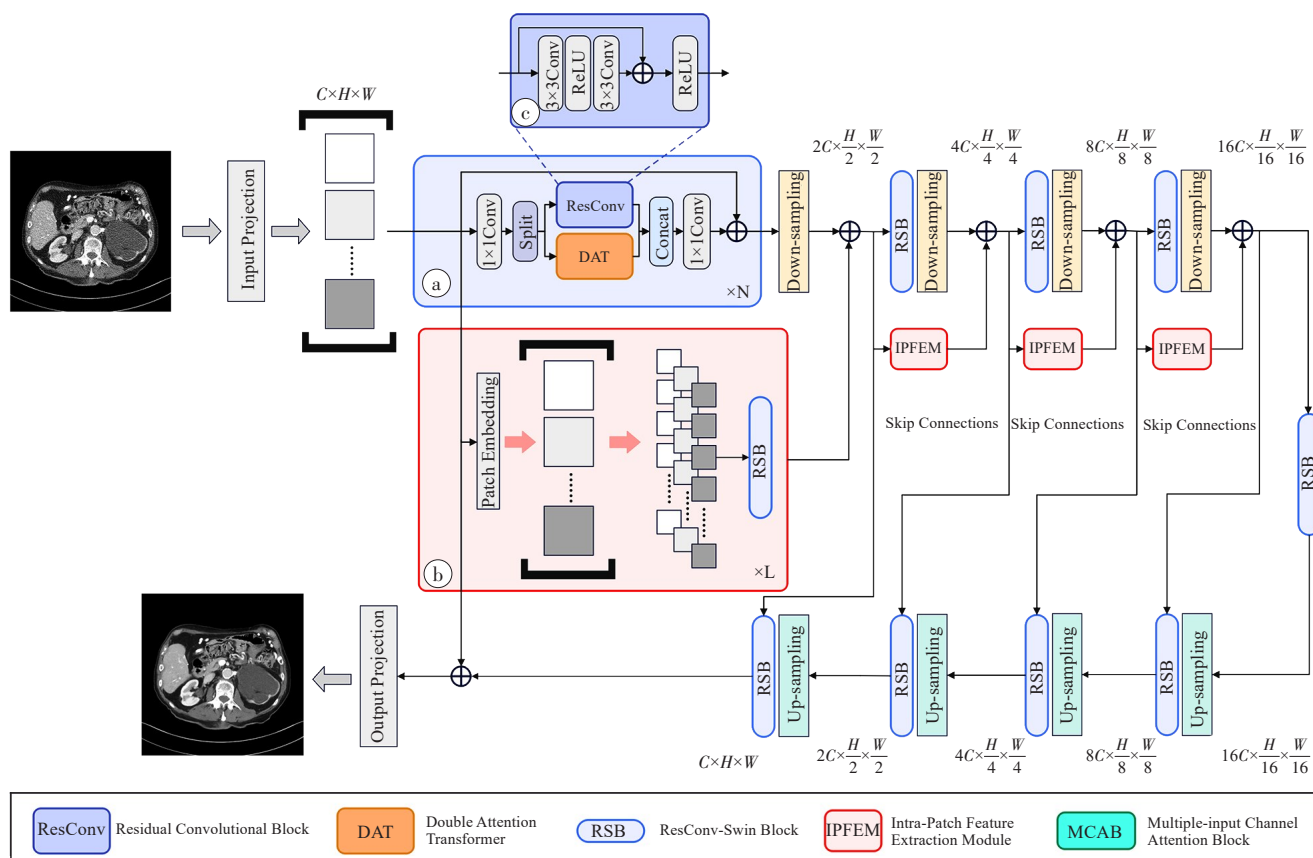 3×3Conv
ReLU
3×3Conv
ReLU
c
C×H×W
Input Projection
1×1Conv
Split
ResConv
DAT
Concat
1×1Conv
a
×N
Down-sampling
2C×H/2×W/2
RSB
Down-sampling
4C×H/4×W/4
RSB
Down-sampling
8C×H/8×W/8
RSB
Down-sampling
16C×H/16×W/16
IPFEM
IPFEM
IPFEM
Skip Connections
Skip Connections
Skip Connections
RSB
Patch Embedding
RSB
b
×L
Output Projection
RSB
Up-sampling
RSB
Up-sampling
RSB
Up-sampling
RSB
Up-sampling
C×H×W
2C×H/2×W/2
4C×H/4×W/4
8C×H/8×W/8
16C×H/16×W/16
ResConv
Residual Convolutional Block
DAT
Double Attention
Transformer
RSB
ResConv-Swin Block
IPFEM
Intra-Patch Feature
Extraction Module
MCAB
Multiple-input Channel
Attention Block